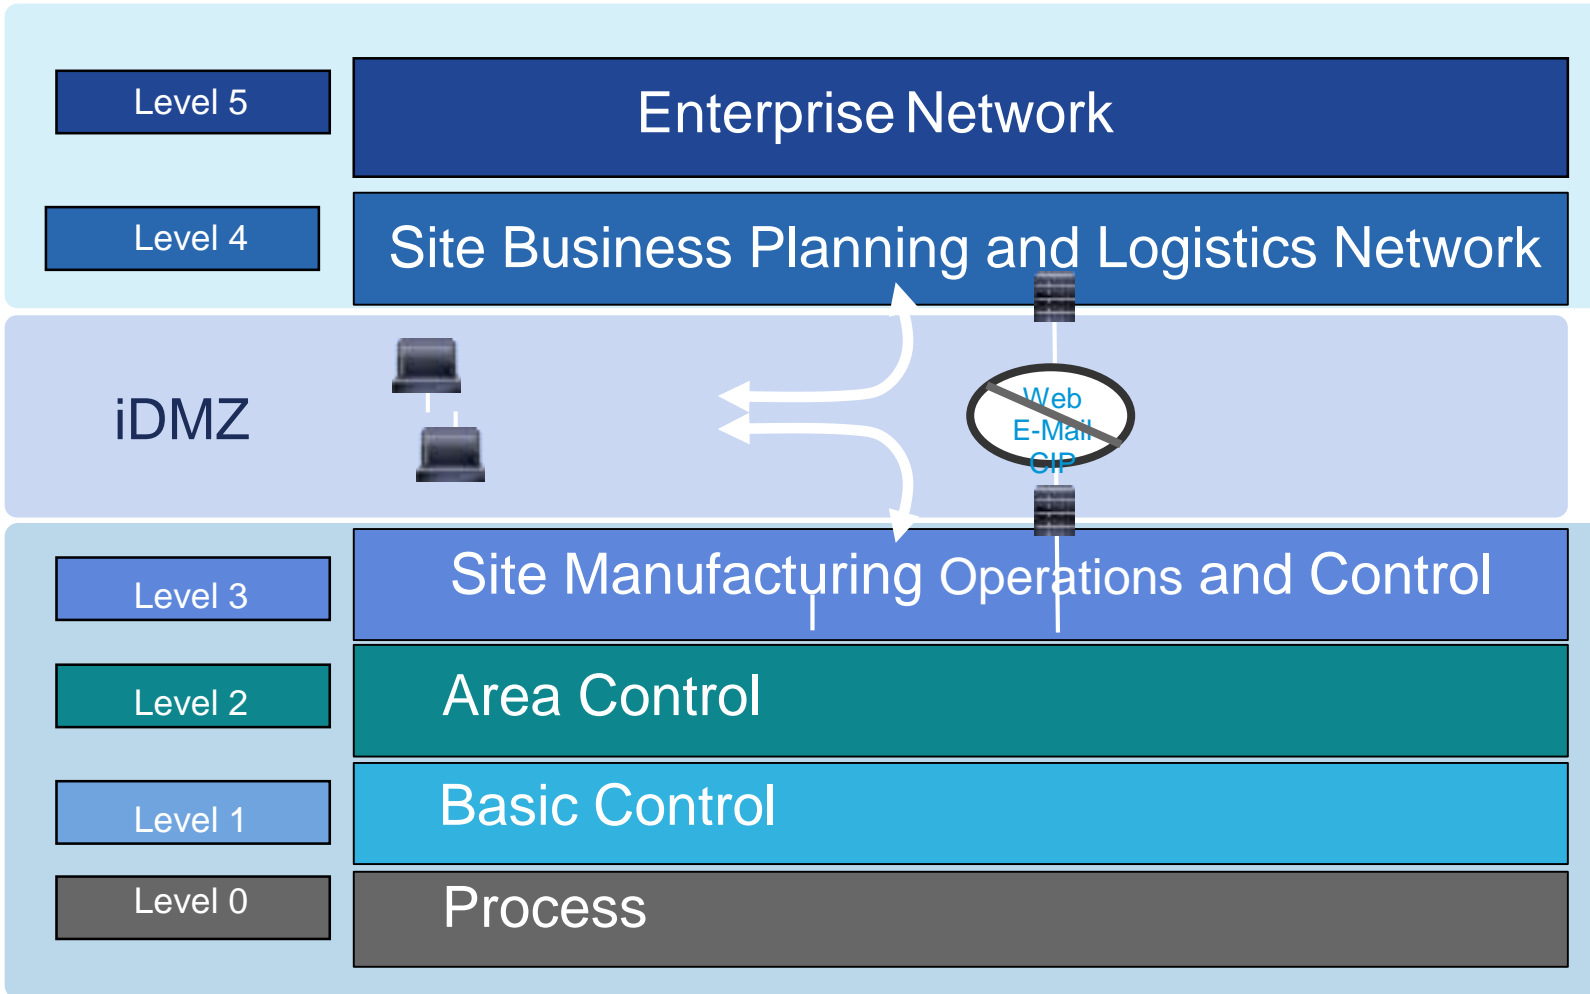 Level 5
Enterprise Network
Level 4
Site Business Planning and Logistics Network
iDMZ
Web
E-Mail
CIP
Level 3
Site Manufacturing Operations and Control
Level 2
Area Control
Level 1
Basic Control
Level 0
Process